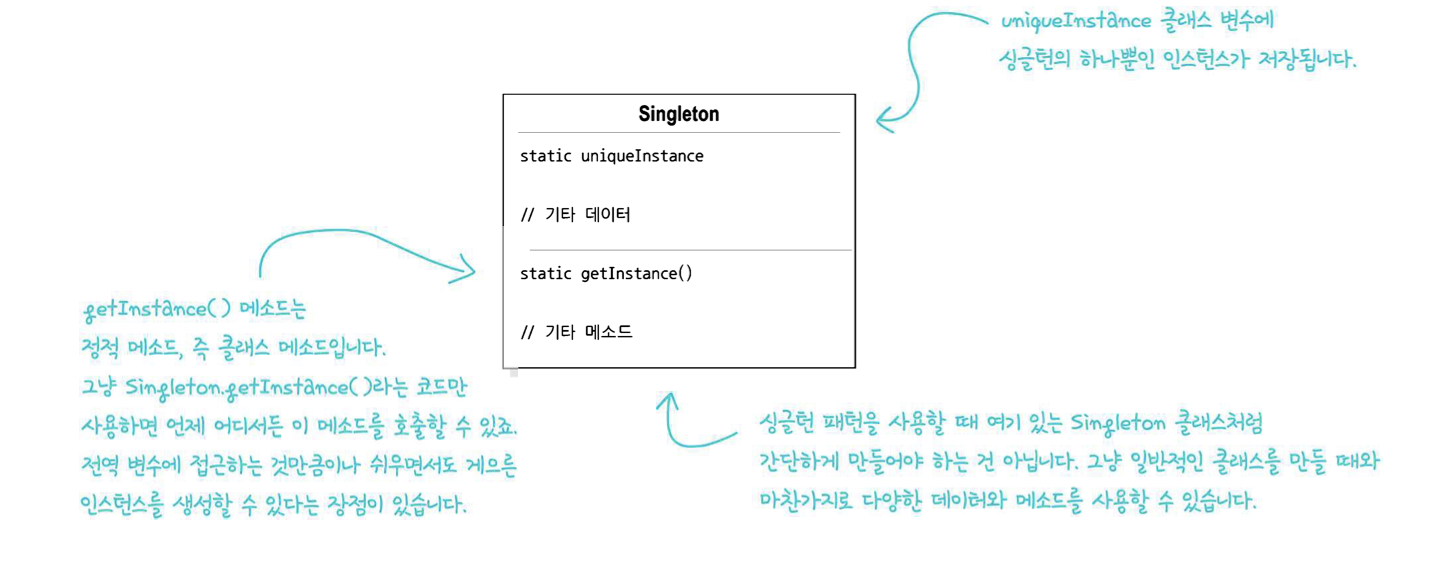 uniqueInstance 클래스 변수에
싱글턴의 하나뿐인 인스턴스가 저장됩니다.
Singleton
static uniqueInstance
// 기타 데이터
static getInstance()
// 기타 메소드
getInstance() 메소드는
정적 메소드, 즉 클래스 메소드입니다.
그냥 Singleton.getInstance()라는 코드만
사용하면 언제 어디서든 이 메소드를 호출할 수 있죠.
전역 변수에 접근하는 것만큼이나 쉬우면서도 게으른
인스턴스를 생성할 수 있다는 장점이 있습니다.
싱글턴 패턴을 사용할 때 여기 있는 Singleton 클래스처럼
간단하게 만들어야 하는 건 아닙니다. 그냥 일반적인 클래스를 만들 때와
마찬가지로 다양한 데이터와 메소드를 사용할 수 있습니다.